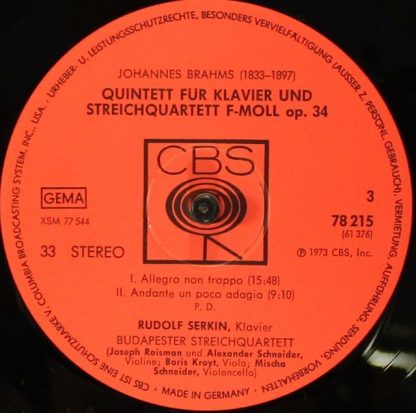 URHEBER- U. LEISTUNGSSCHUTZRECHTE, BESONDERS VERVIELFÄLTIGUNG (AUSSER Z. PERSÖNL. GEBRAUCH), VERMIETUNG, AUFFÜHRUNG, SENDUNG, VORBEHALTEN
JOHANNES BRAHMS (1833–1897)
QUINTETT FÜR KLAVIER UND
STREICHQUARTETT F-MOLL op. 34
CBS
GEMA
3
XSM 77 544
78 215
(61 376)
33 STEREO
Ⓟ 1973 CBS, Inc.
I. Allegro non troppo (15:48)
II. Andante un poco adagio (9:10)
P. D.
RUDOLF SERKIN, Klavier
BUDAPESTER STREICHQUARTETT
(Joseph Roisman und Alexander Schneider,
Violine; Boris Kroyt, Viola; Mischa
Schneider, Violoncello)
CBS IST EINE SCHUTZMARKE V. COLUMBIA BROADCASTING SYSTEM, INC., USA.
MADE IN GERMANY